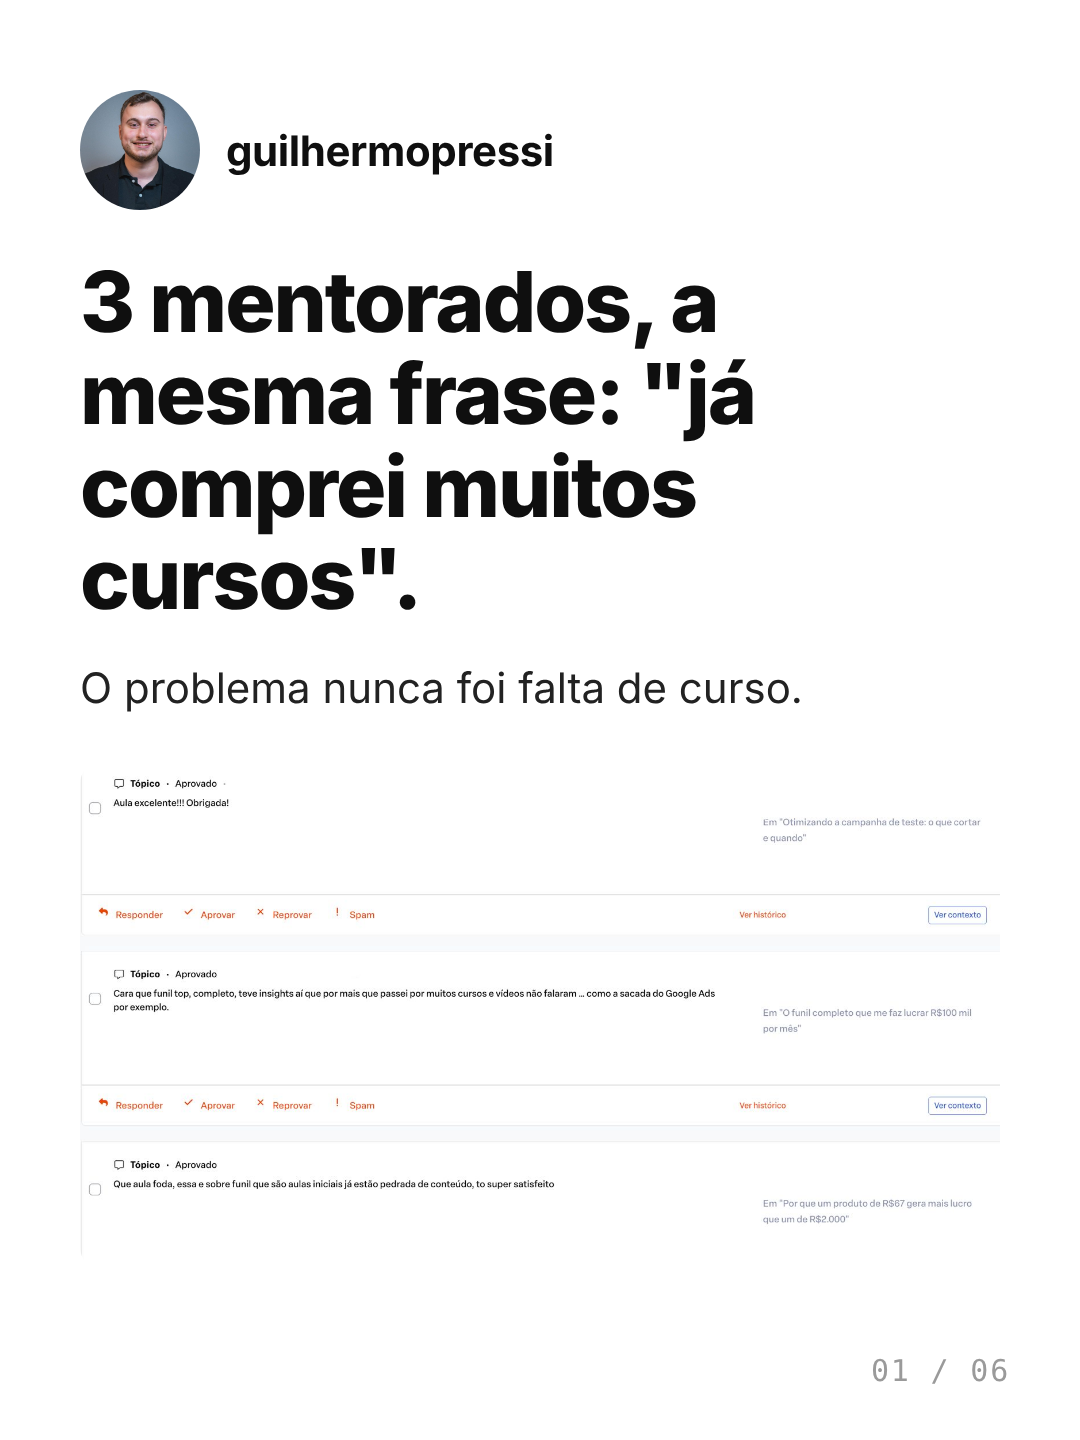 guilhermopressi
3 mentorados, a
mesma frase: "já
comprei muitos
cursos".
O problema nunca foi falta de curso.
Tópico · Aprovado ·
Aula excelente!!! Obrigada!
Em "Otimizando a campanha de teste: o que cortar
e quando"
Responder Aprovar Reprovar Spam Ver histórico Ver contexto
Tópico · Aprovado
Cara que funil top, completo, teve insights aí que por mais que passei por muitos cursos e vídeos não falaram ... como a sacada do Google Ads
por exemplo.
Em "O funil completo que me faz lucrar R$100 mil
por mês"
Responder Aprovar Reprovar Spam Ver histórico Ver contexto
Tópico · Aprovado
Que aula foda, essa e sobre funil que são aulas iniciais já estão pedrada de conteúdo, to super satisfeito
Em "Por que um produto de R$67 gera mais lucro
que um de R$2.000"
01 / 06